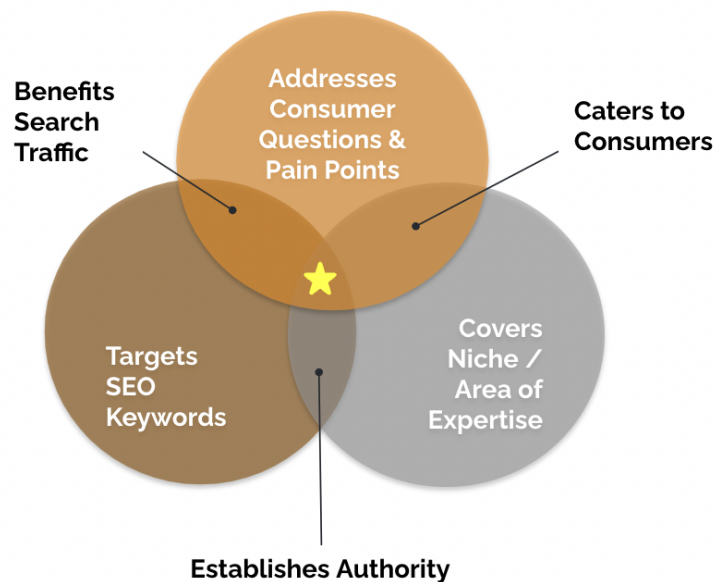 Addresses
Consumer
Questions &
Pain Points
Benefits
Search
Traffic
Caters to
Consumers
Targets
SEO
Keywords
Covers
Niche /
Area of
Expertise
Establishes Authority